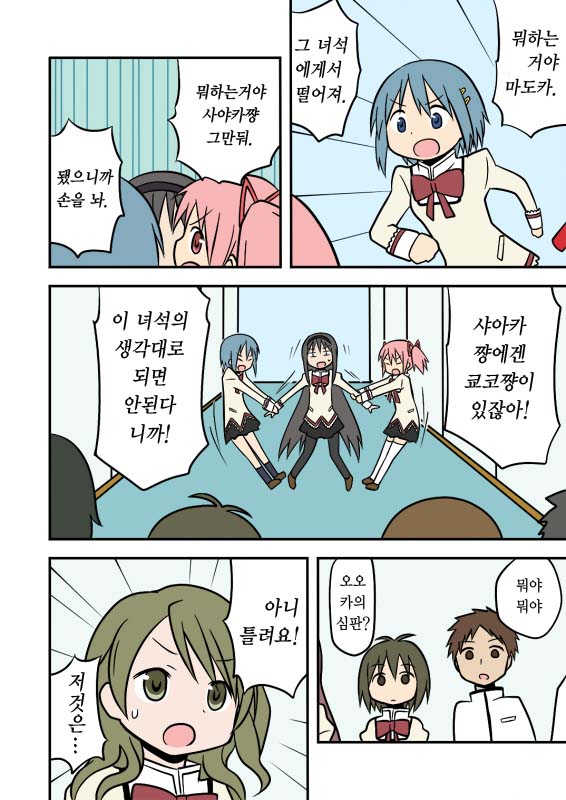 뭐하는
거야
마도카.
그 녀석
에게서
떨어져.
뭐하는거야
사야카쨩
그만둬.
됐으니까
손을 놔.
샤아카
쨩에겐
쿄코쨩이
있잖아!
이 녀석의
생각대로
되면
안된다
니까!
뭐야
뭐야
오오
카의
심판?
아니
틀려요!
저것은…